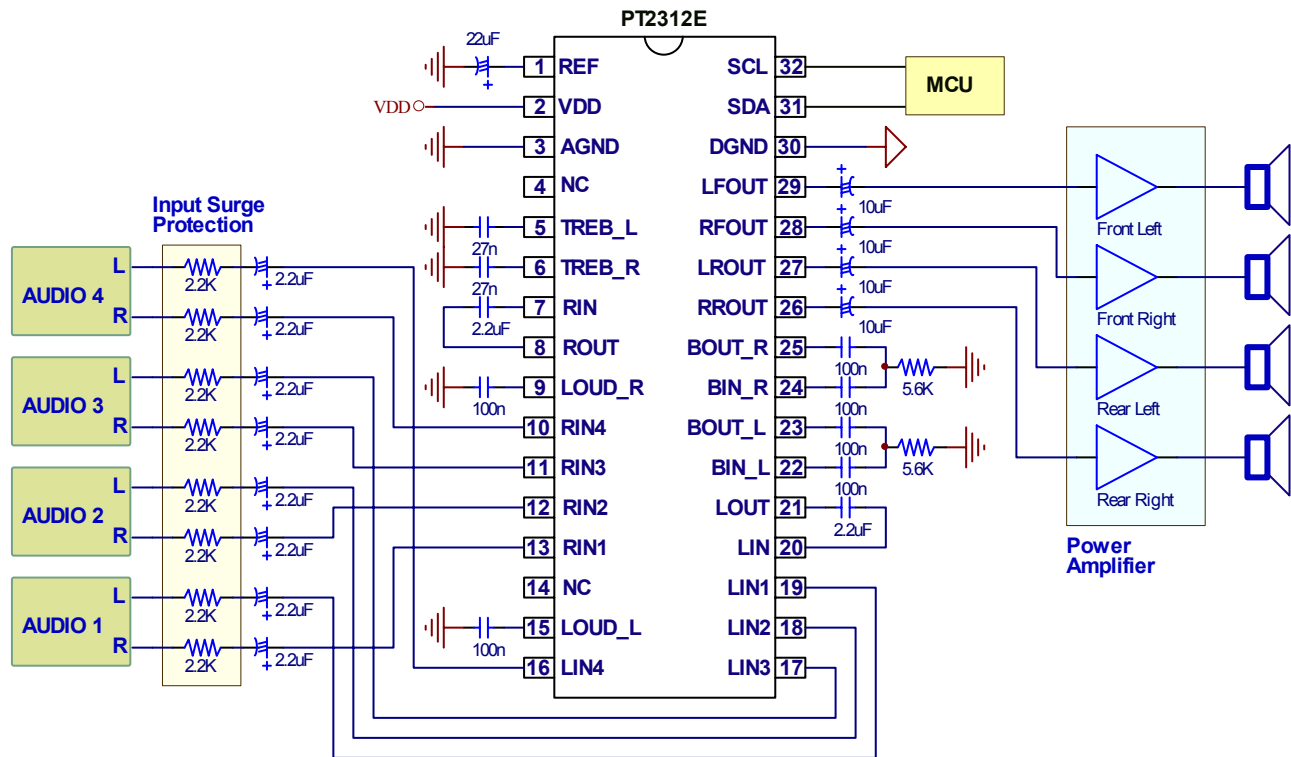 PT2312E
22uF
+
1 REF
VDD
2 VDD
3 AGND
4 NC
5 TREB_L
27n
6 TREB_R
27n
7 RIN
2.2uF
8 ROUT
9 LOUD_R
100n
10 RIN4
11 RIN3
12 RIN2
13 RIN1
14 NC
15 LOUD_L
100n
16 LIN4
SCL 32
SDA 31
MCU
DGND 30
LFOUT 29
+
10uF
RFOUT 28
+
10uF
LROUT 27
+
10uF
RROUT 26
+
10uF
BOUT_R 25
100n
BIN_R 24
100n
5.6K
BOUT_L 23
100n
BIN_L 22
100n
5.6K
LOUT 21
2.2uF
LIN 20
LIN1 19
LIN2 18
LIN3 17
Input Surge
Protection
AUDIO 4
L
2.2K
+
2.2uF
R
2.2K
+
2.2uF
AUDIO 3
L
2.2K
+
2.2uF
R
2.2K
+
2.2uF
AUDIO 2
L
2.2K
+
2.2uF
R
2.2K
+
2.2uF
AUDIO 1
L
2.2K
+
2.2uF
R
2.2K
+
2.2uF
Front Left
Front Right
Rear Left
Rear Right
Power
Amplifier